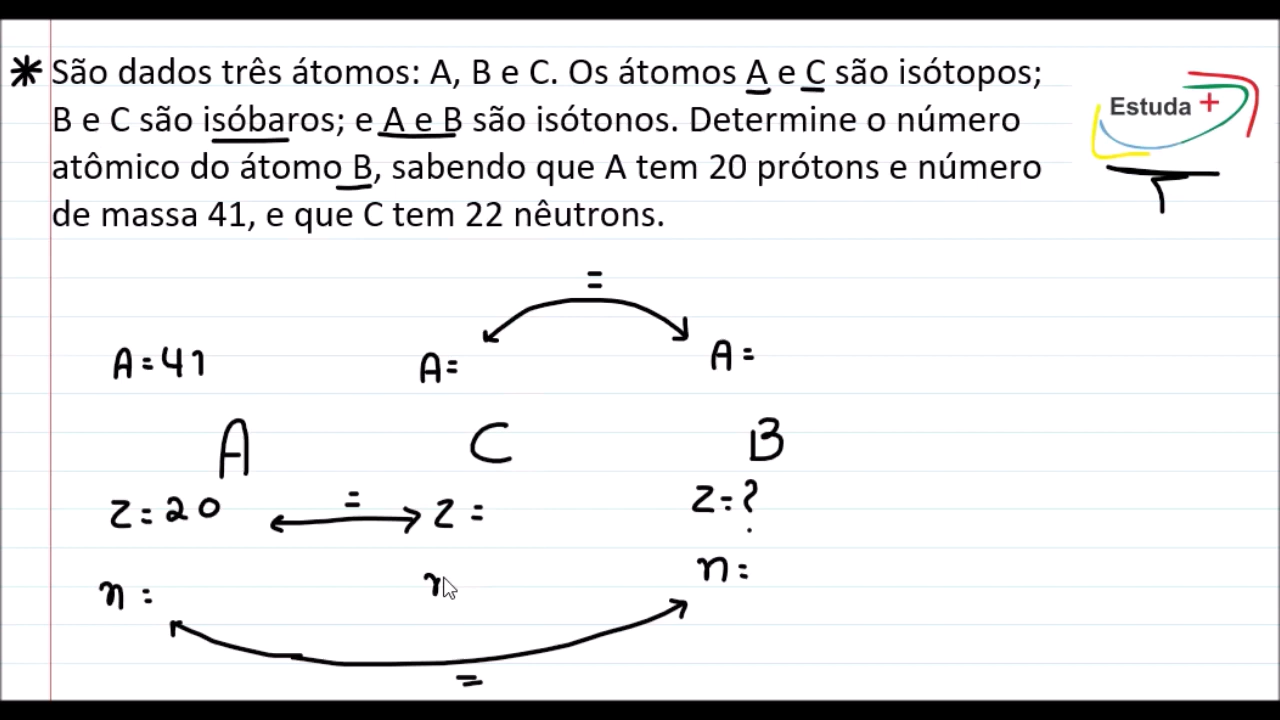 * São dados três átomos: A, B e C. Os átomos A e C são isótopos;
B e C são isóbaros; e A e B são isótonos. Determine o número
atômico do átomo B, sabendo que A tem 20 prótons e número
de massa 41, e que C tem 22 nêutrons.
Estuda +
=
A = 41
A =
A =
A
C
B
Z = 20
=
Z =
Z = ?
n :
n
n =
=